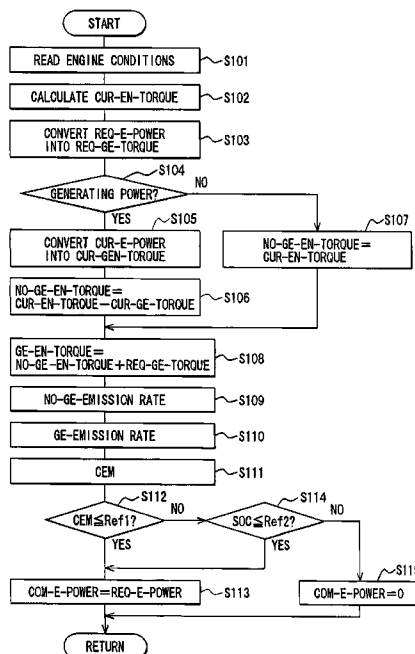 START
READ ENGINE CONDITIONS
S101
CALCULATE CUR-EN-TORQUE
S102
CONVERT REQ-E-POWER
INTO REQ-GE-TORQUE
S103
S104
GENERATING POWER?
NO
YES
S105
S107
CONVERT CUR-E-POWER
INTO CUR-GEN-TORQUE
NO-GE-EN-TORQUE=
CUR-EN-TORQUE
NO-GE-EN-TORQUE=
CUR-EN-TORQUE-CUR-GE-TORQUE
S106
GE-EN-TORQUE=
NO-GE-EN-TORQUE+REQ-GE-TORQUE
S108
NO-GE-EMISSION RATE
S109
GE-EMISSION RATE
S110
CEM
S111
S112
CEM≦Ref1?
NO
YES
S114
SOC≦Ref2?
NO
YES
S115
COM-E-POWER=REQ-E-POWER
S113
COM-E-POWER=0
RETURN